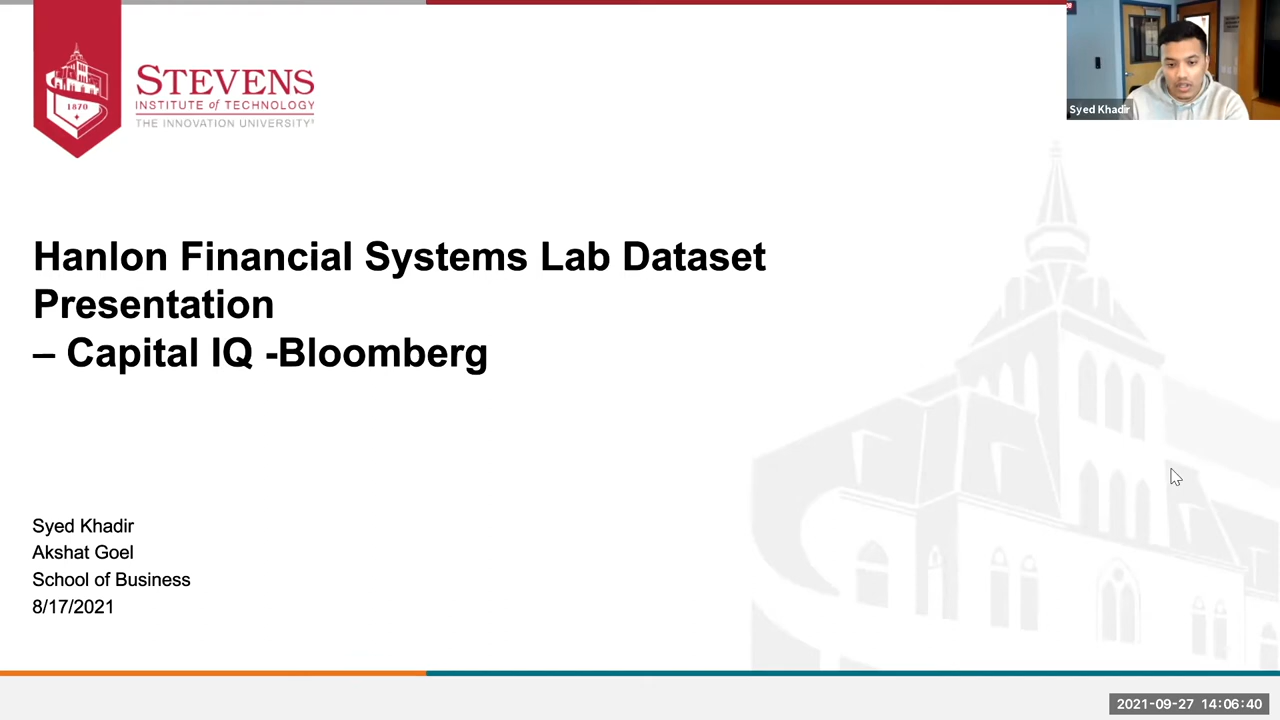 STEVENS
INSTITUTE of TECHNOLOGY
THE INNOVATION UNIVERSITY
1870
Syed Khadir
Hanlon Financial Systems Lab Dataset
Presentation
– Capital IQ -Bloomberg
Syed Khadir
Akshat Goel
School of Business
8/17/2021
2021-09-27 14:06:40